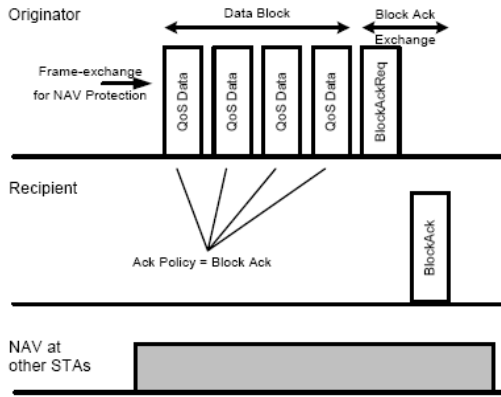 Originator
Data Block
Block Ack
Exchange
Frame-exchange
for NAV Protection
QoS Data
QoS Data
QoS Data
QoS Data
BlockAckReq
Recipient
Ack Policy = Block Ack
BlockAck
NAV at
other STAs